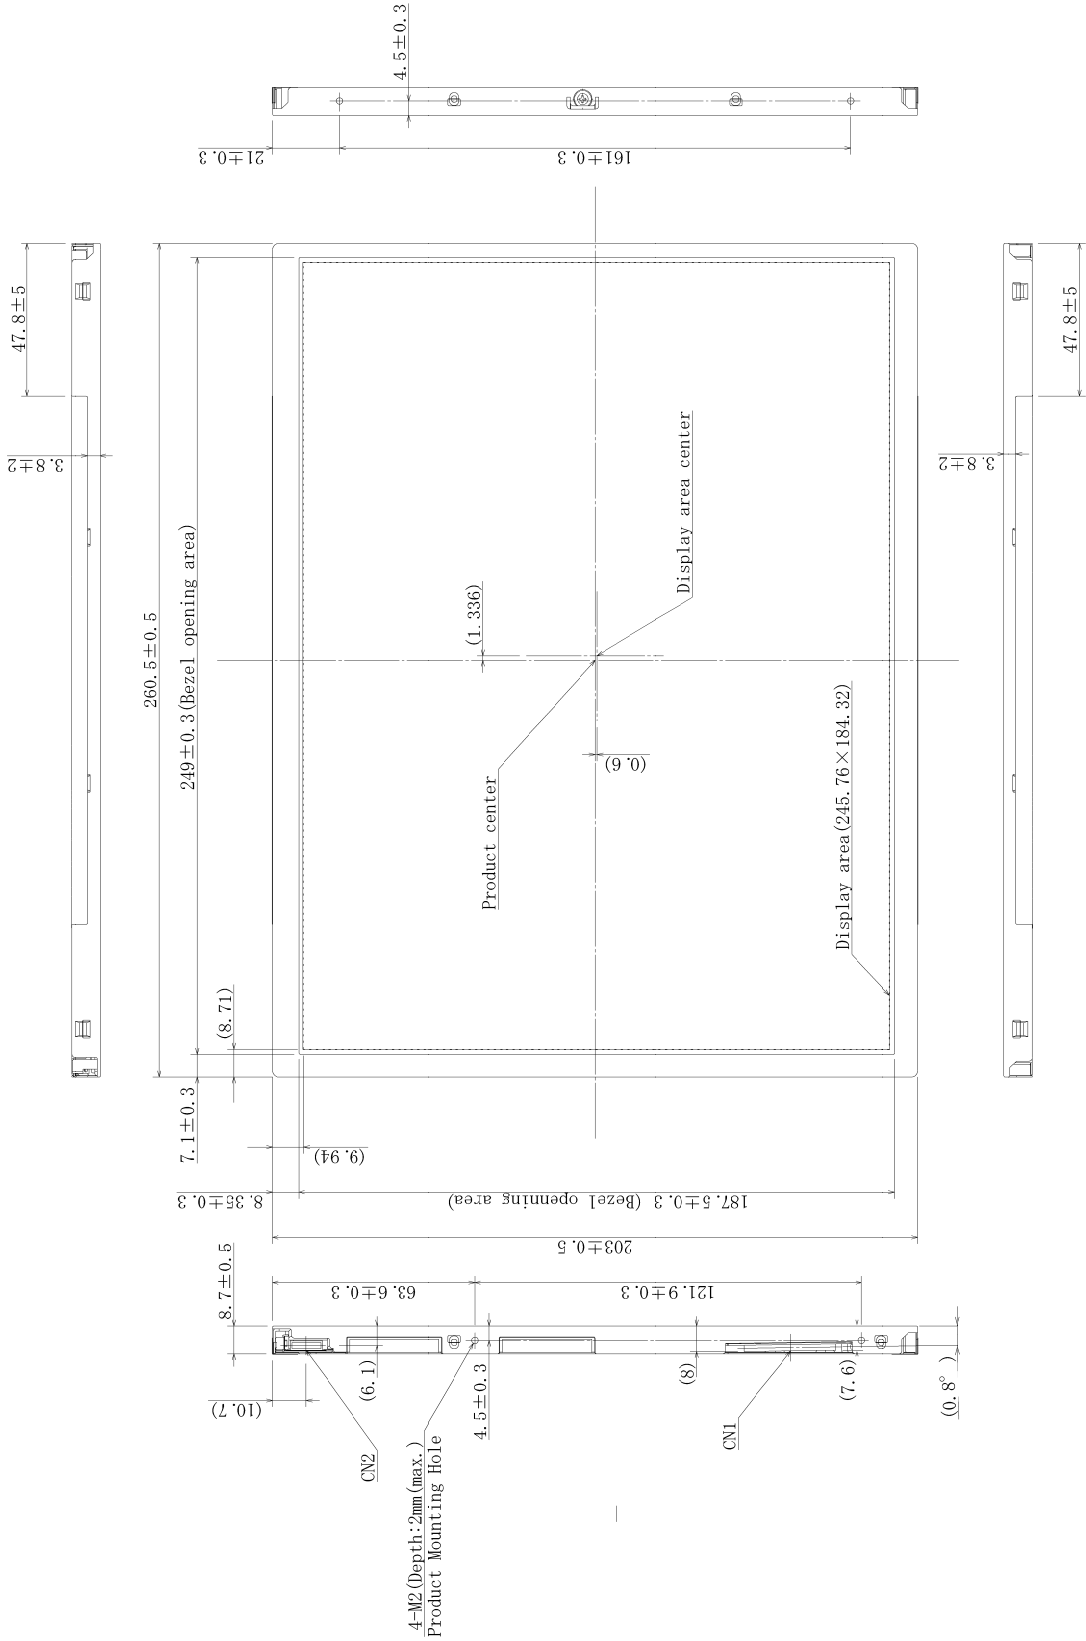 4.5±0.3
21±0.3
161±0.3
47.8±5
47.8±5
3.8±2
3.8±2
260.5±0.5
249±0.3(Bezel opening area)
Display area center
(1.336)
(0.6)
Product center
Display area(245.76×184.32)
(8.71)
7.1±0.3
(9.94)
8.35±0.3
187.5±0.3 (Bezel openning area)
203±0.5
8.7±0.5
63.6±0.3
121.9±0.3
(10.7)
(6.1)
4.5±0.3
(8)
(7.6)
(0.8°)
CN2
CN1
4-M2(Depth:2mm(max.)
Product Mounting Hole